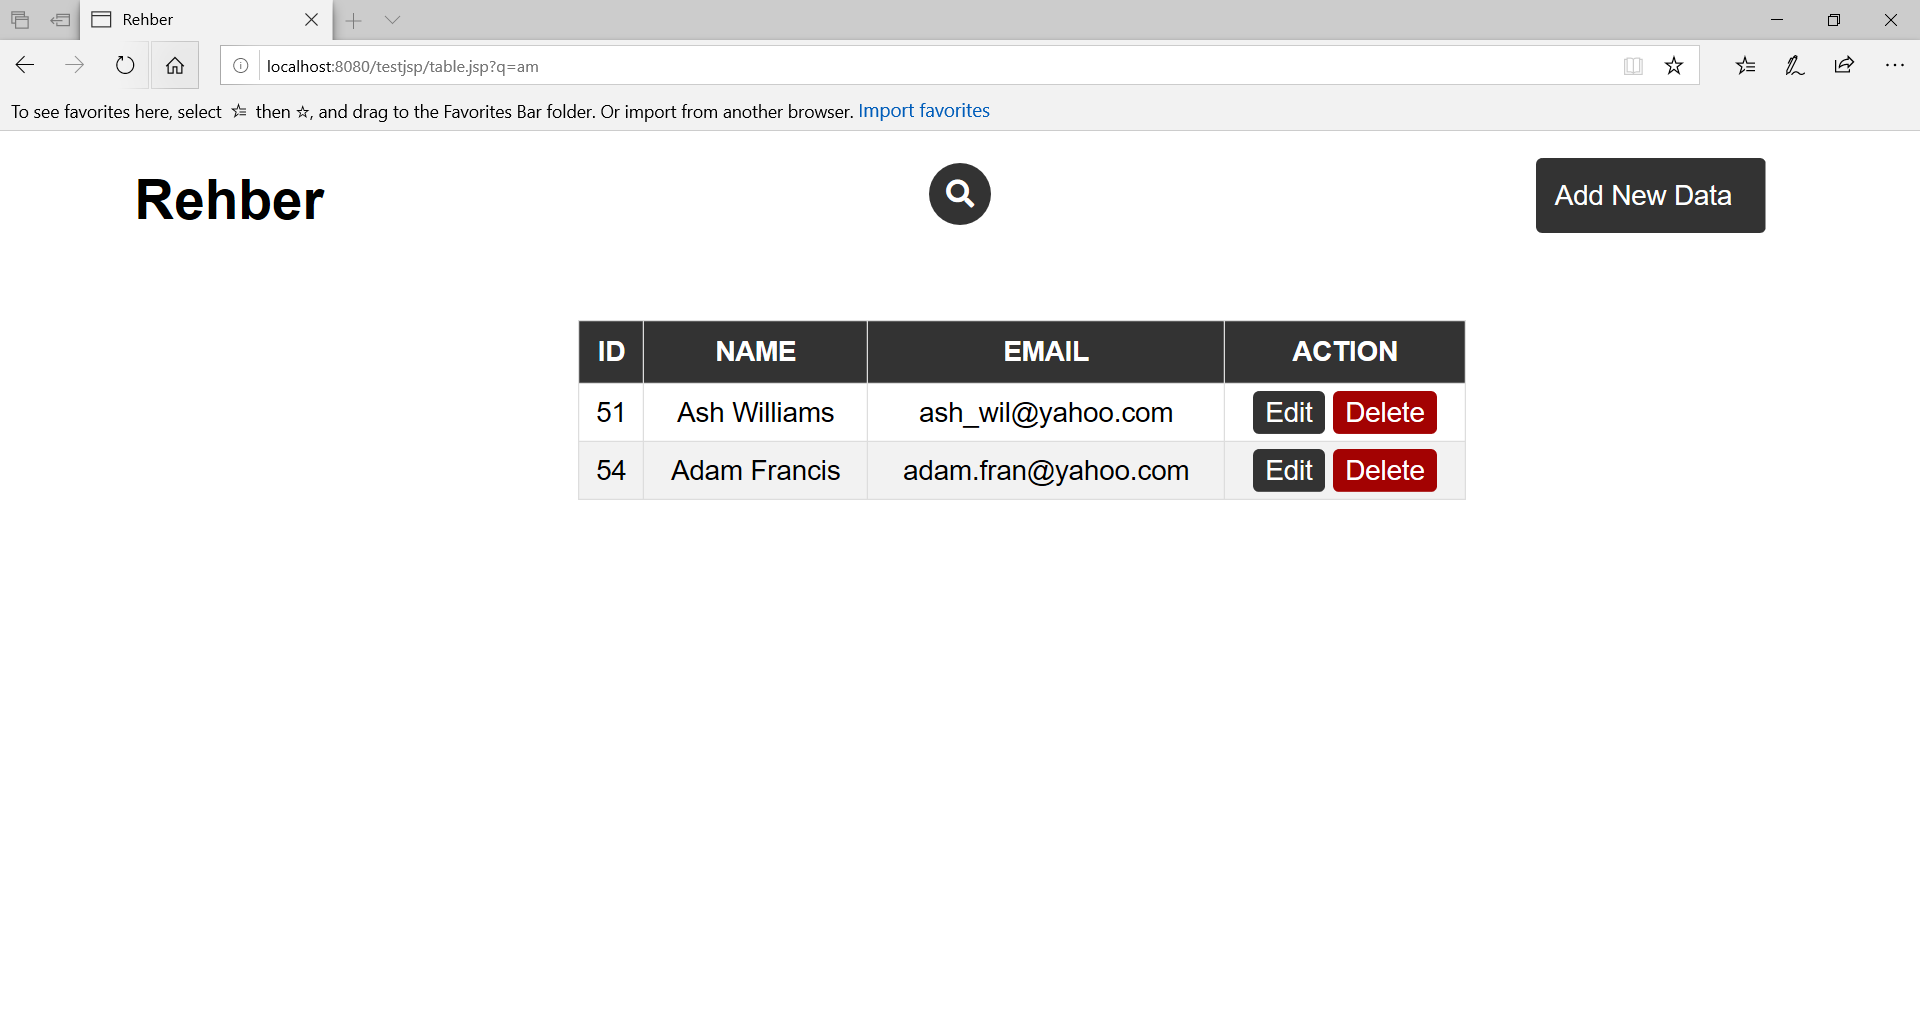 Rehber
localhost:8080/testjsp/table.jsp?q=am
To see favorites here, select then , and drag to the Favorites Bar folder. Or import from another browser. Import favorites
Rehber
Add New Data
ID NAME EMAIL ACTION
51 Ash Williams ash_wil@yahoo.com Edit Delete
54 Adam Francis adam.fran@yahoo.com Edit Delete